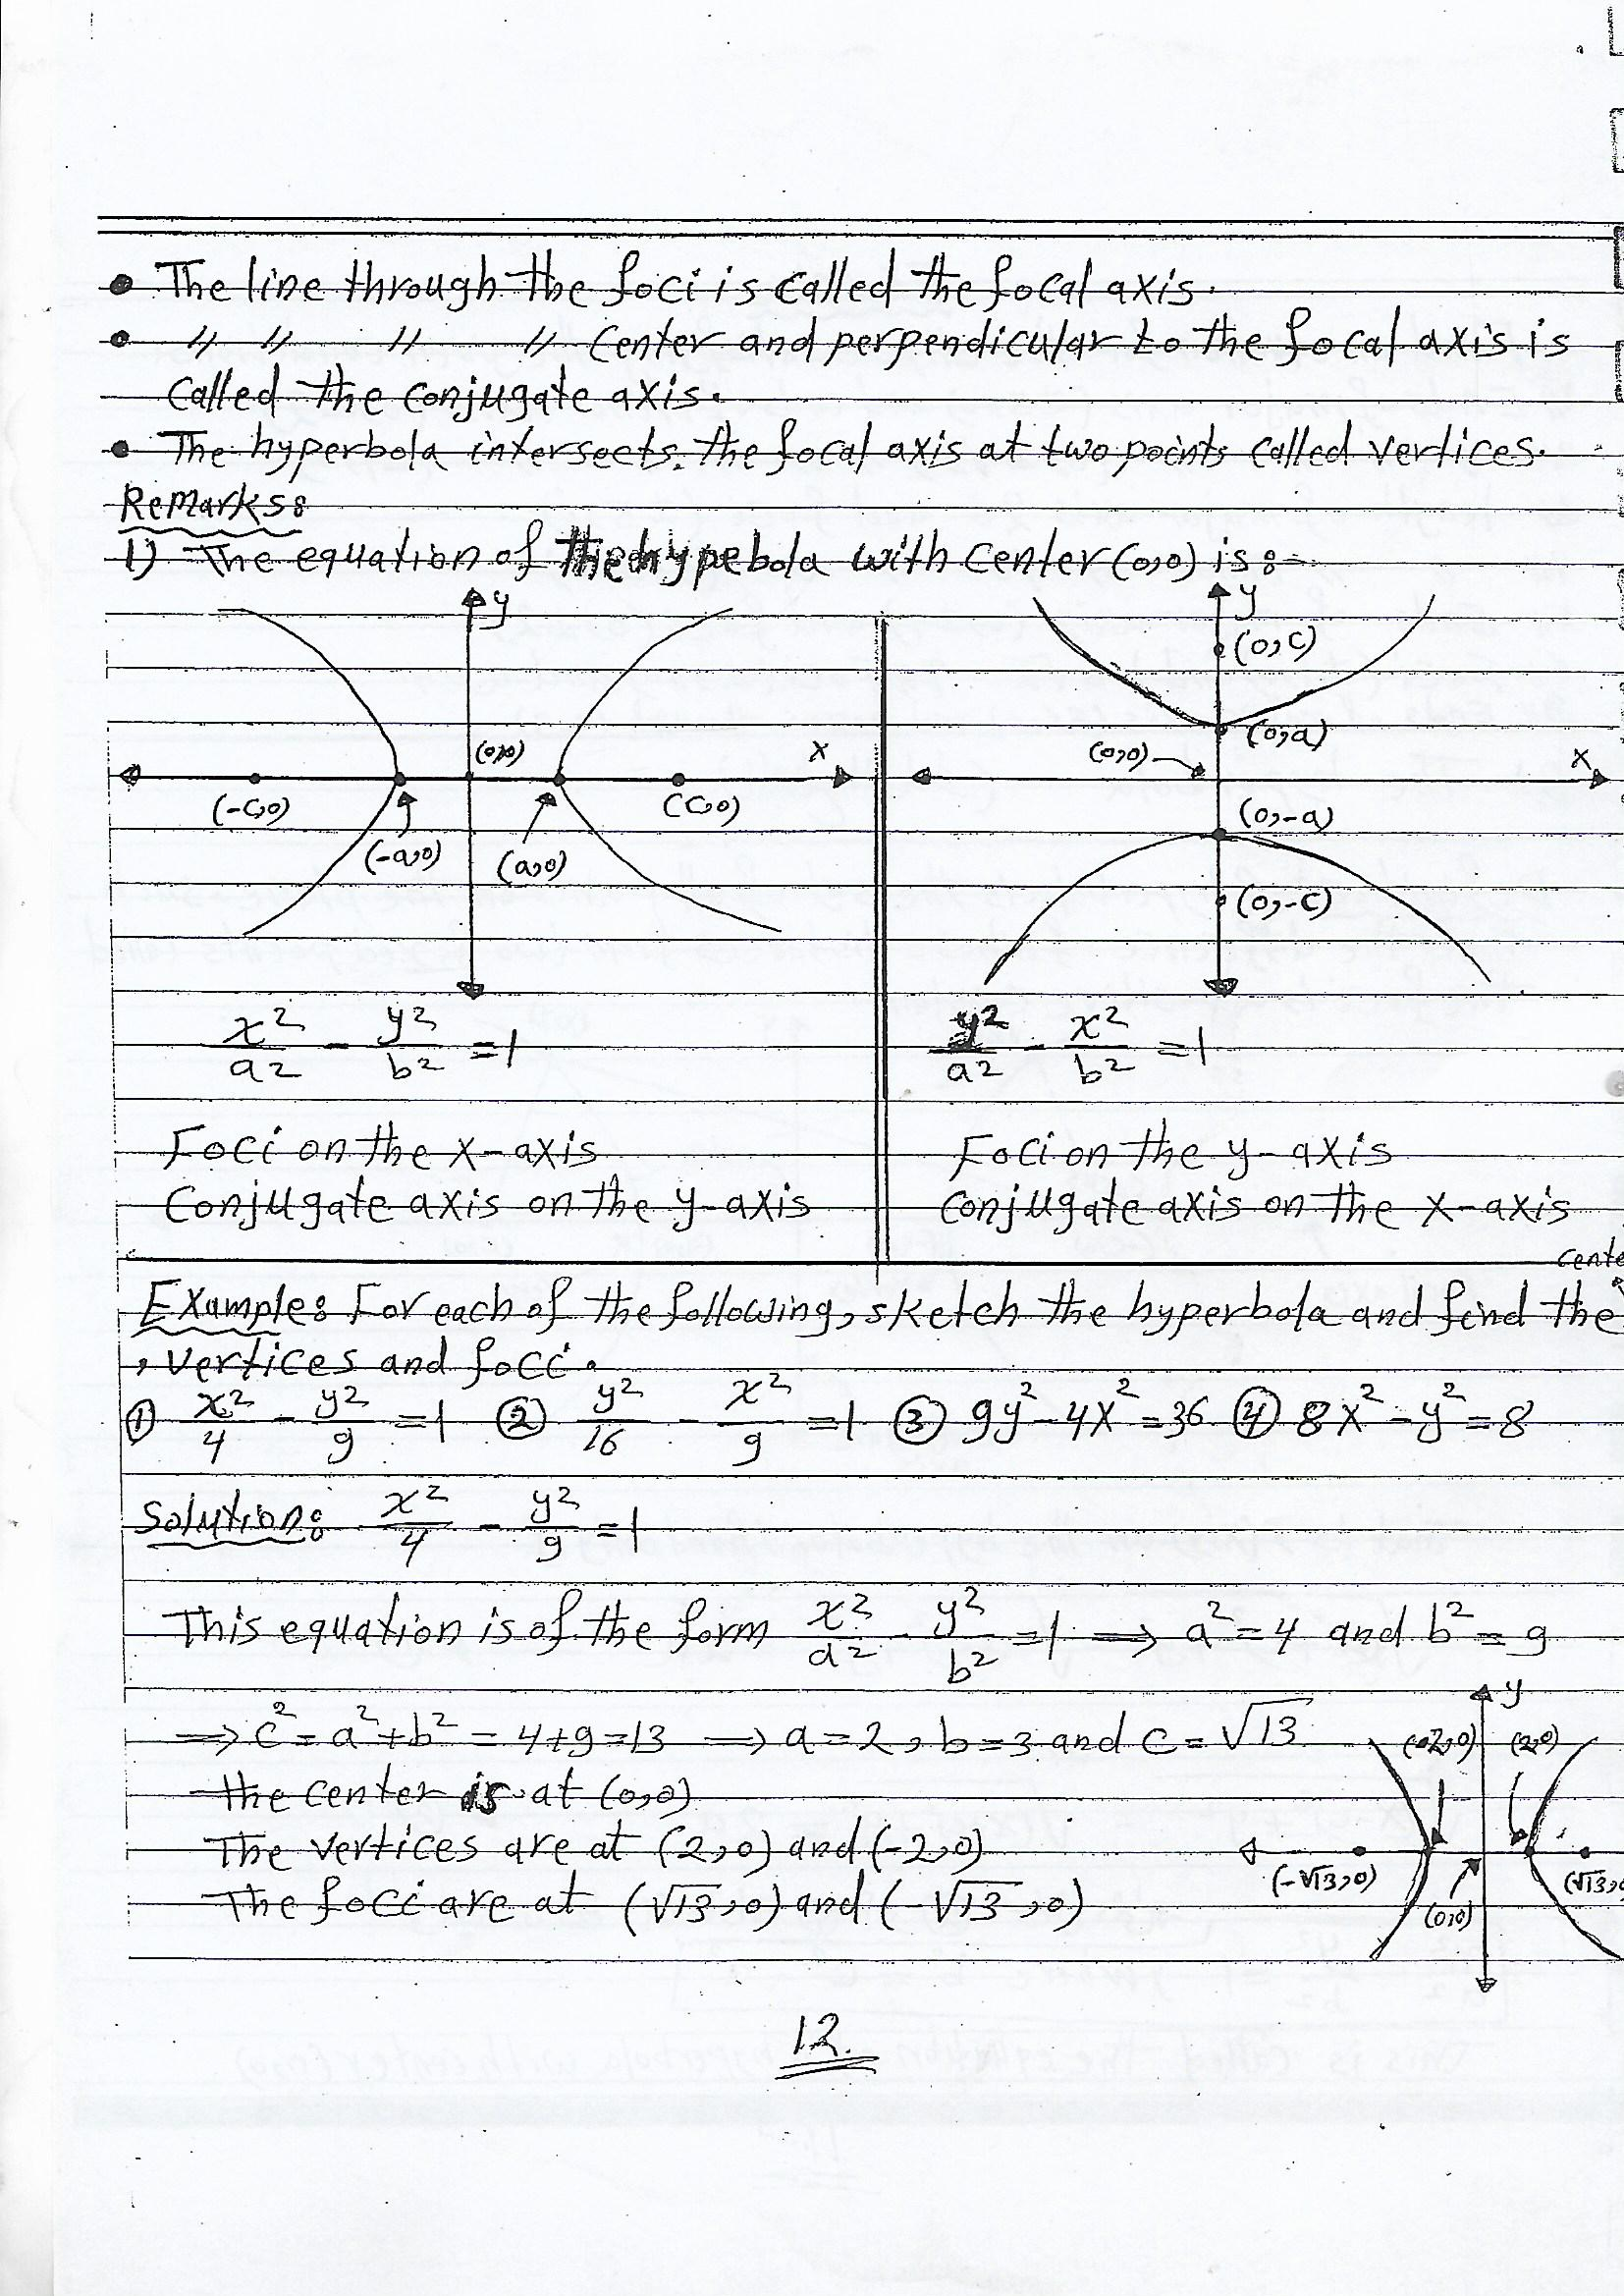 • The line through the foci is called the focal axis.
• 〃 〃 〃 〃 center and perpendicular to the focal axis is
called the conjugate axis.
• The hyperbola intersects the focal axis at two points called vertices.
Remarks:
1) The equation of the hypebola with center (0,0) is:-
y
(0,0)
x
(-c,0)
(c,0)
(-a,0)
(a,0)
y
(0,c)
(0,a)
(0,0)
x
(0,-a)
(0,-c)
x²/a² - y²/b² = 1
y²/a² - x²/b² = 1
Foci on the x-axis
Foci on the y-axis
Conjugate axis on the y-axis
Conjugate axis on the x-axis
Example: For each of the following, sketch the hyperbola and find the
, vertices and foci.
① x²/4 - y²/9 = 1 ② y²/16 - x²/9 = 1 ③ 9y² - 4x² = 36 ④ 8x² - y² = 8
Solution: x²/4 - y²/9 = 1
This equation is of the form x²/a² - y²/b² = 1 ⟹ a² = 4 and b² = 9
⟹ c² = a² + b² = 4+9 = 13 ⟹ a = 2, b = 3 and c = √13
the center is at (0,0)
The vertices are at (2,0) and (-2,0)
The foci are at (√13,0) and (-√13,0)
y
(-2,0)
(2,0)
(-√13,0)
(0,0)
12.